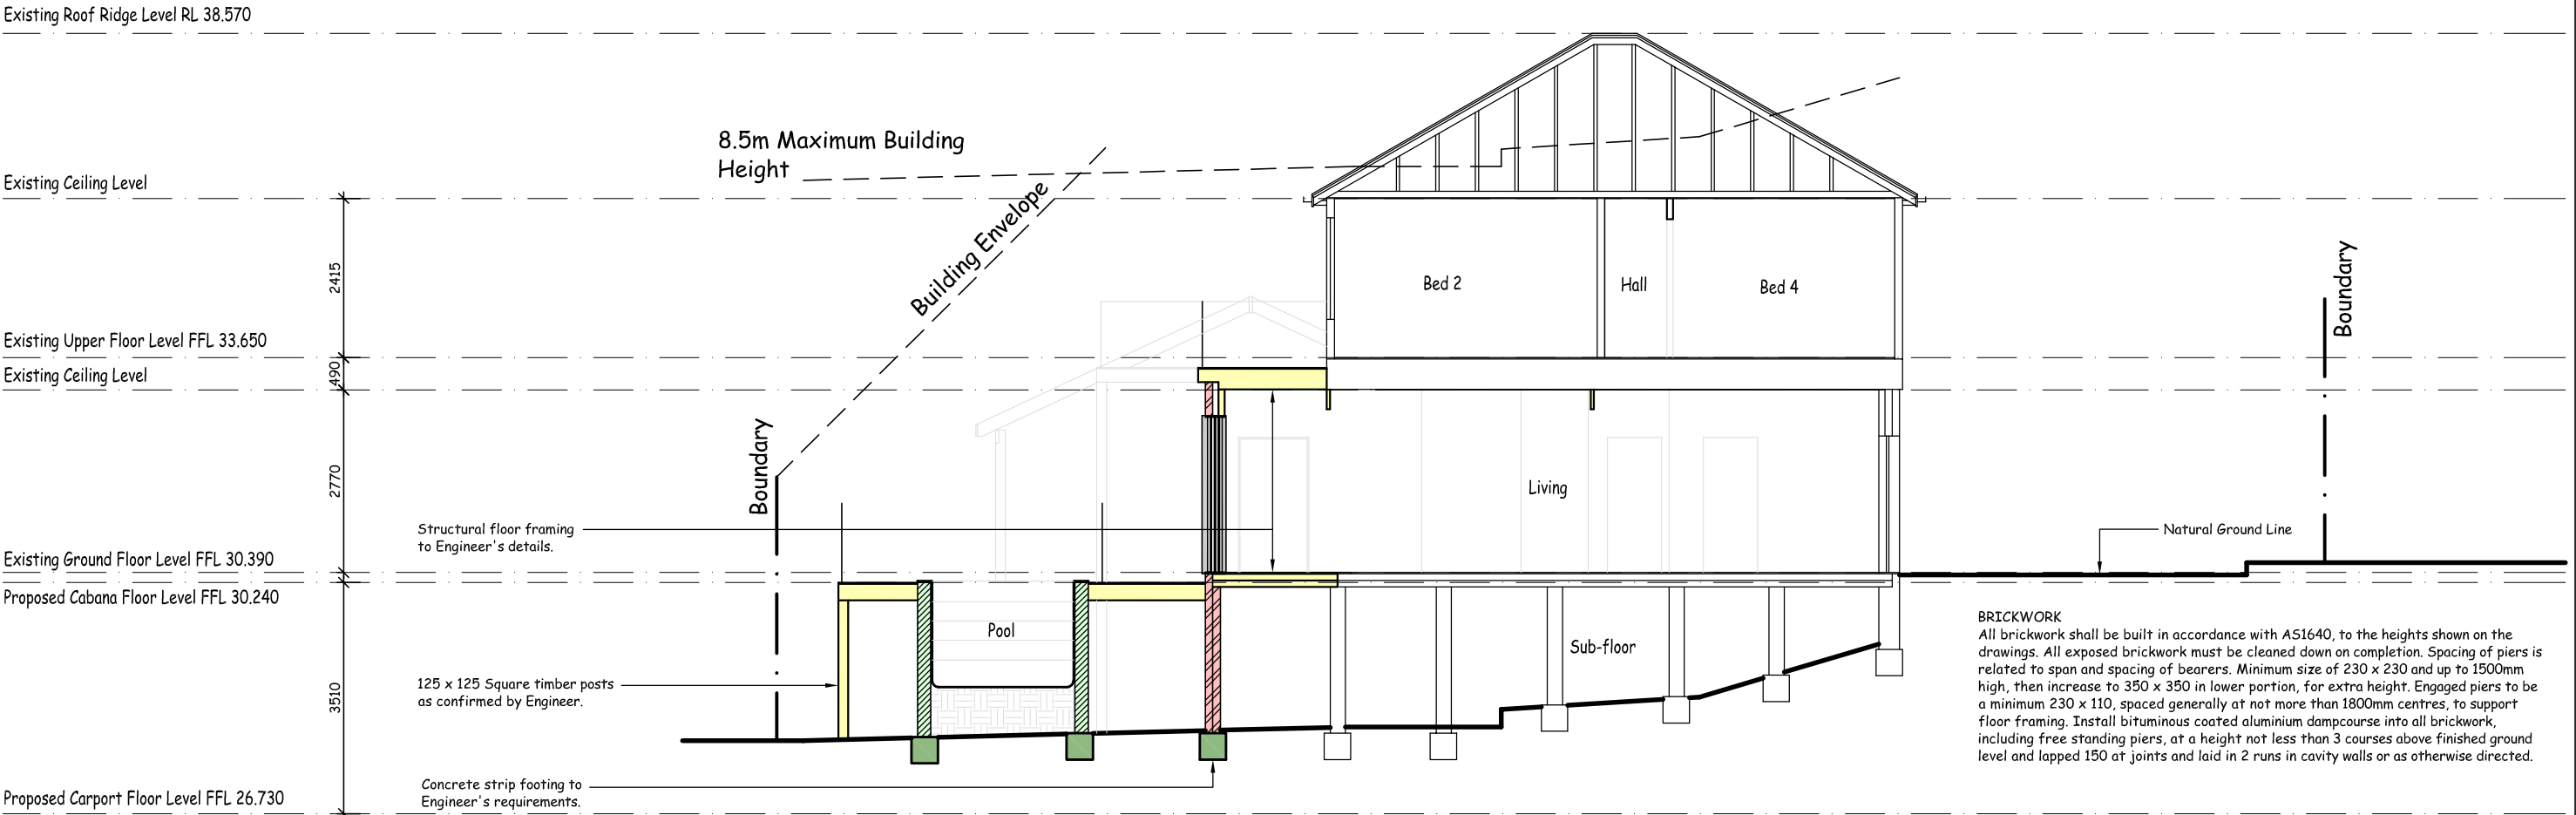 Existing Roof Ridge Level RL 38.570
8.5m Maximum Building
Height
Building Envelope
Existing Ceiling Level
2415
Bed 2
Hall
Bed 4
Boundary
Existing Upper Floor Level FFL 33.650
490
Existing Ceiling Level
Boundary
2770
Living
Structural floor framing
to Engineer's details.
Natural Ground Line
Existing Ground Floor Level FFL 30.390
Proposed Cabana Floor Level FFL 30.240
Pool
Sub-floor
125 x 125 Square timber posts
as confirmed by Engineer.
3510
BRICKWORK
All brickwork shall be built in accordance with AS1640, to the heights shown on the
drawings. All exposed brickwork must be cleaned down on completion. Spacing of piers is
related to span and spacing of bearers. Minimum size of 230 x 230 and up to 1500mm
high, then increase to 350 x 350 in lower portion, for extra height. Engaged piers to be
a minimum 230 x 110, spaced generally at not more than 1800mm centres, to support
floor framing. Install bituminous coated aluminium dampcourse into all brickwork,
including free standing piers, at a height not less than 3 courses above finished ground
level and lapped 150 at joints and laid in 2 runs in cavity walls or as otherwise directed.
Concrete strip footing to
Engineer's requirements.
Proposed Carport Floor Level FFL 26.730